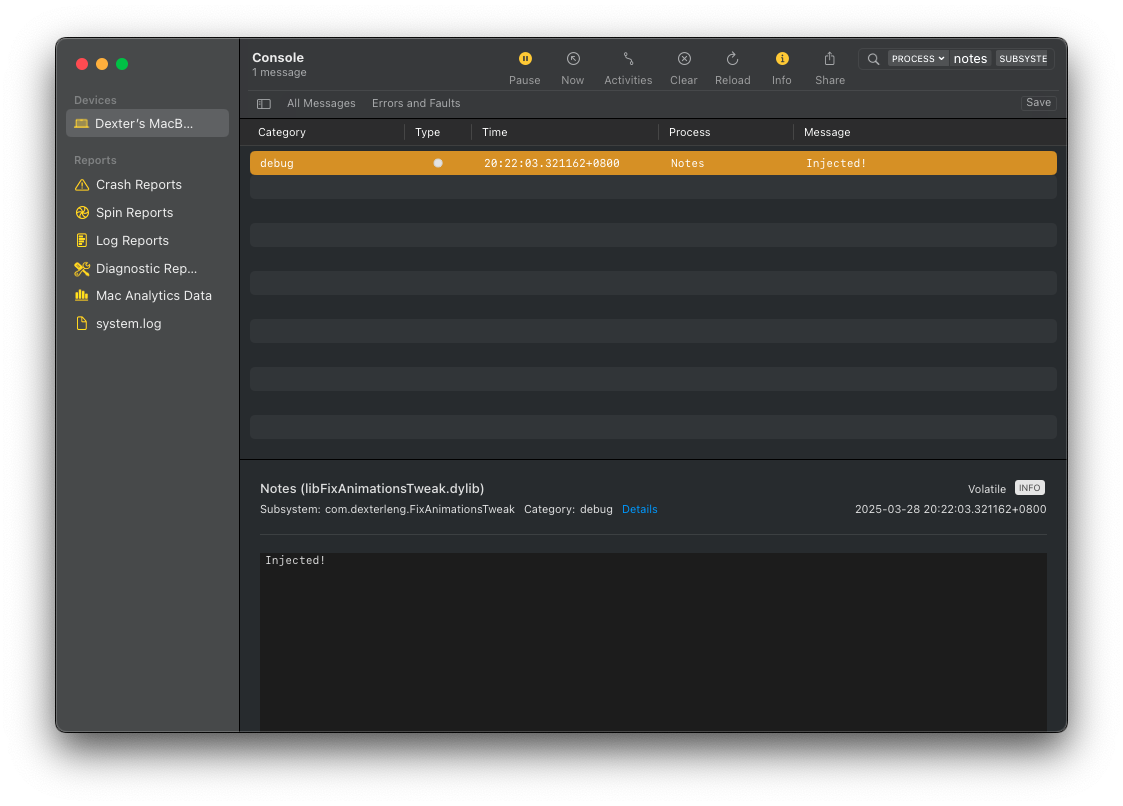 Devices
Dexter's MacB...
Reports
Crash Reports
Spin Reports
Log Reports
Diagnostic Rep...
Mac Analytics Data
system.log
Console
1 message
Pause Now Activities Clear Reload Info Share
PROCESS notes SUBSYSTE
All Messages Errors and Faults Save
Category Type Time Process Message
debug 20:22:03.321162+0800 Notes Injected!
Notes (libFixAnimationsTweak.dylib) Volatile INFO
Subsystem: com.dexterleng.FixAnimationsTweak Category: debug Details 2025-03-28 20:22:03.321162+0800
Injected!